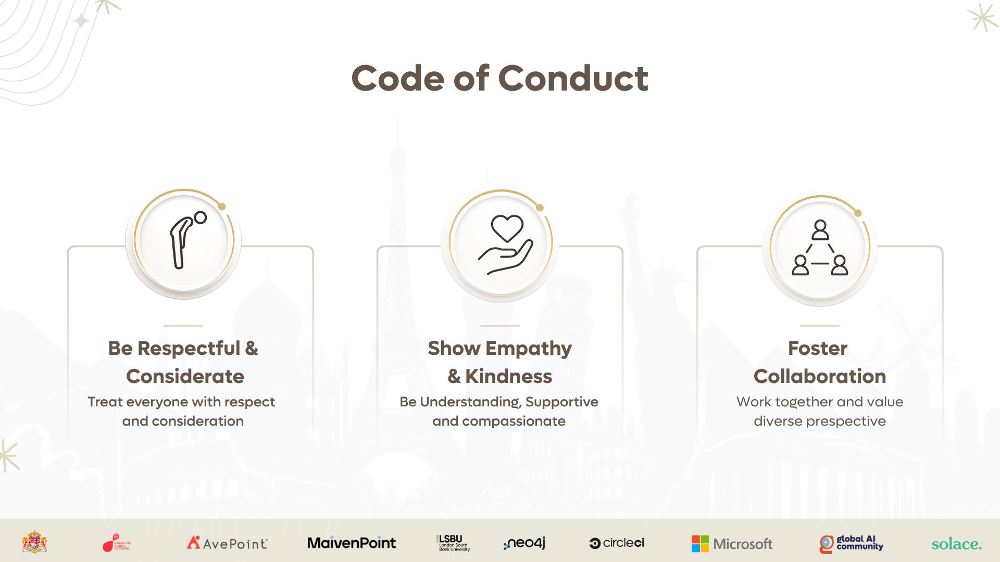 Code of Conduct
Be Respectful &
Considerate
Treat everyone with respect
and consideration
Show Empathy
& Kindness
Be Understanding, Supportive
and compassionate
Foster
Collaboration
Work together and value
diverse prespective
SINGAPORE
GLOBAL
NETWORK
AvePoint
MaivenPoint
LSBU
London South
Bank University
neo4j
circleci
Microsoft
global AI
community
solace.